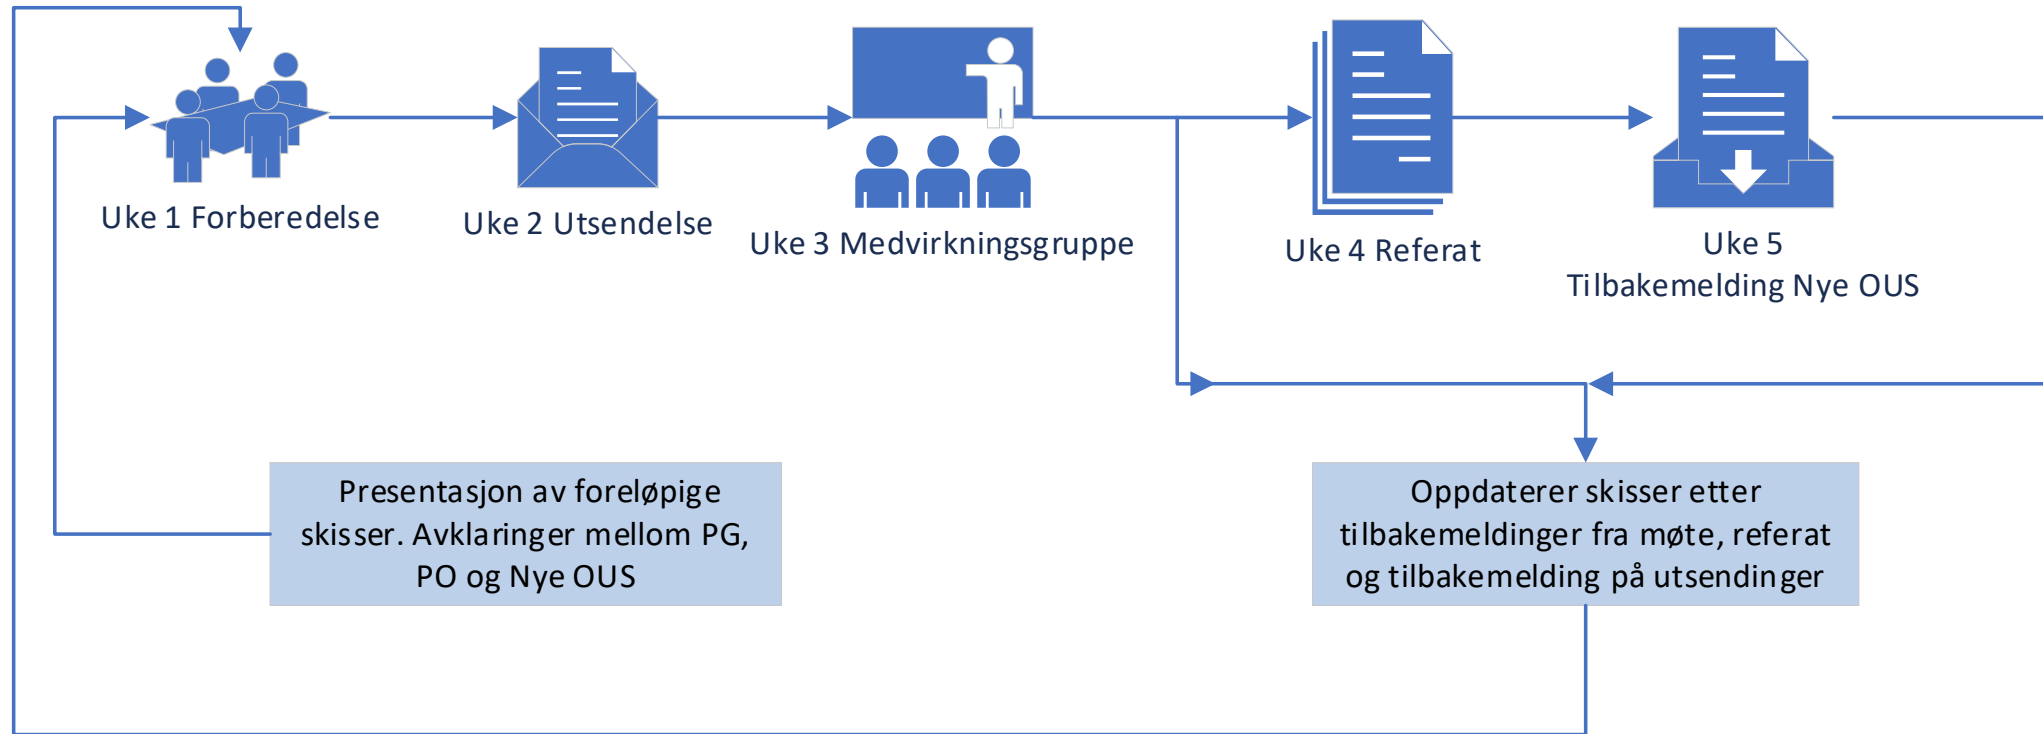 Uke 1 Forberedelse
Uke 2 Utsendelse
Uke 3 Medvirkningsgruppe
Uke 4 Referat
Uke 5
Tilbakemelding Nye OUS
Presentasjon av foreløpige
skisser. Avklaringer mellom PG,
PO og Nye OUS
Oppdaterer skisser etter
tilbakemeldinger fra møte, referat
og tilbakemelding på utsendinger